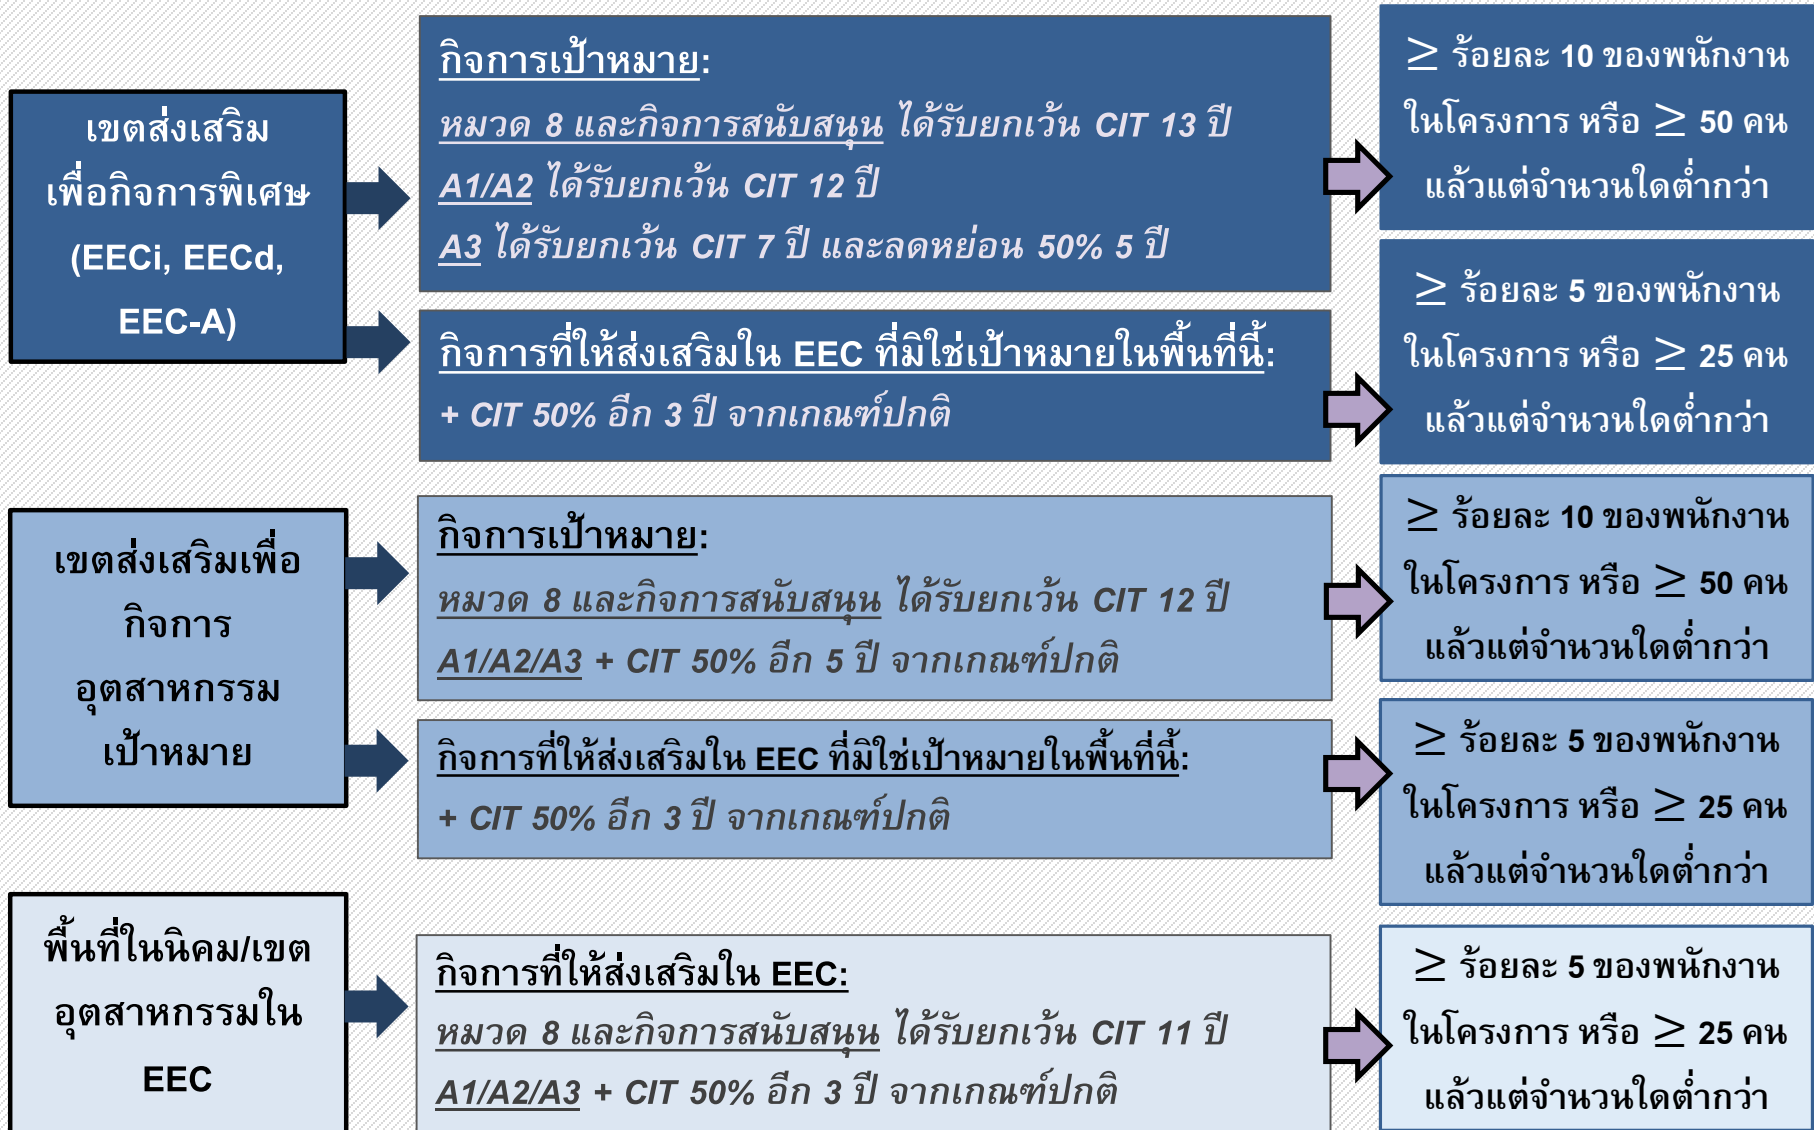 เขตส่งเสริม
เพื่อกิจการพิเศษ
(EECi, EECd,
EEC-A)
กิจการเป้าหมาย:
หมวด 8 และกิจการสนับสนุน ได้รับยกเว้น CIT 13 ปี
A1/A2 ได้รับยกเว้น CIT 12 ปี
A3 ได้รับยกเว้น CIT 7 ปี และลดหย่อน 50% 5 ปี
≥ ร้อยละ 10 ของพนักงาน
ในโครงการ หรือ ≥ 50 คน
แล้วแต่จำนวนใดต่ำกว่า
กิจการที่ให้ส่งเสริมใน EEC ที่มิใช่เป้าหมายในพื้นที่นี้:
+ CIT 50% อีก 3 ปี จากเกณฑ์ปกติ
≥ ร้อยละ 5 ของพนักงาน
ในโครงการ หรือ ≥ 25 คน
แล้วแต่จำนวนใดต่ำกว่า
เขตส่งเสริมเพื่อ
กิจการ
อุตสาหกรรม
เป้าหมาย
กิจการเป้าหมาย:
หมวด 8 และกิจการสนับสนุน ได้รับยกเว้น CIT 12 ปี
A1/A2/A3 + CIT 50% อีก 5 ปี จากเกณฑ์ปกติ
≥ ร้อยละ 10 ของพนักงาน
ในโครงการ หรือ ≥ 50 คน
แล้วแต่จำนวนใดต่ำกว่า
กิจการที่ให้ส่งเสริมใน EEC ที่มิใช่เป้าหมายในพื้นที่นี้:
+ CIT 50% อีก 3 ปี จากเกณฑ์ปกติ
≥ ร้อยละ 5 ของพนักงาน
ในโครงการ หรือ ≥ 25 คน
แล้วแต่จำนวนใดต่ำกว่า
พื้นที่ในนิคม/เขต
อุตสาหกรรมใน
EEC
กิจการที่ให้ส่งเสริมใน EEC:
หมวด 8 และกิจการสนับสนุน ได้รับยกเว้น CIT 11 ปี
A1/A2/A3 + CIT 50% อีก 3 ปี จากเกณฑ์ปกติ
≥ ร้อยละ 5 ของพนักงาน
ในโครงการ หรือ ≥ 25 คน
แล้วแต่จำนวนใดต่ำกว่า